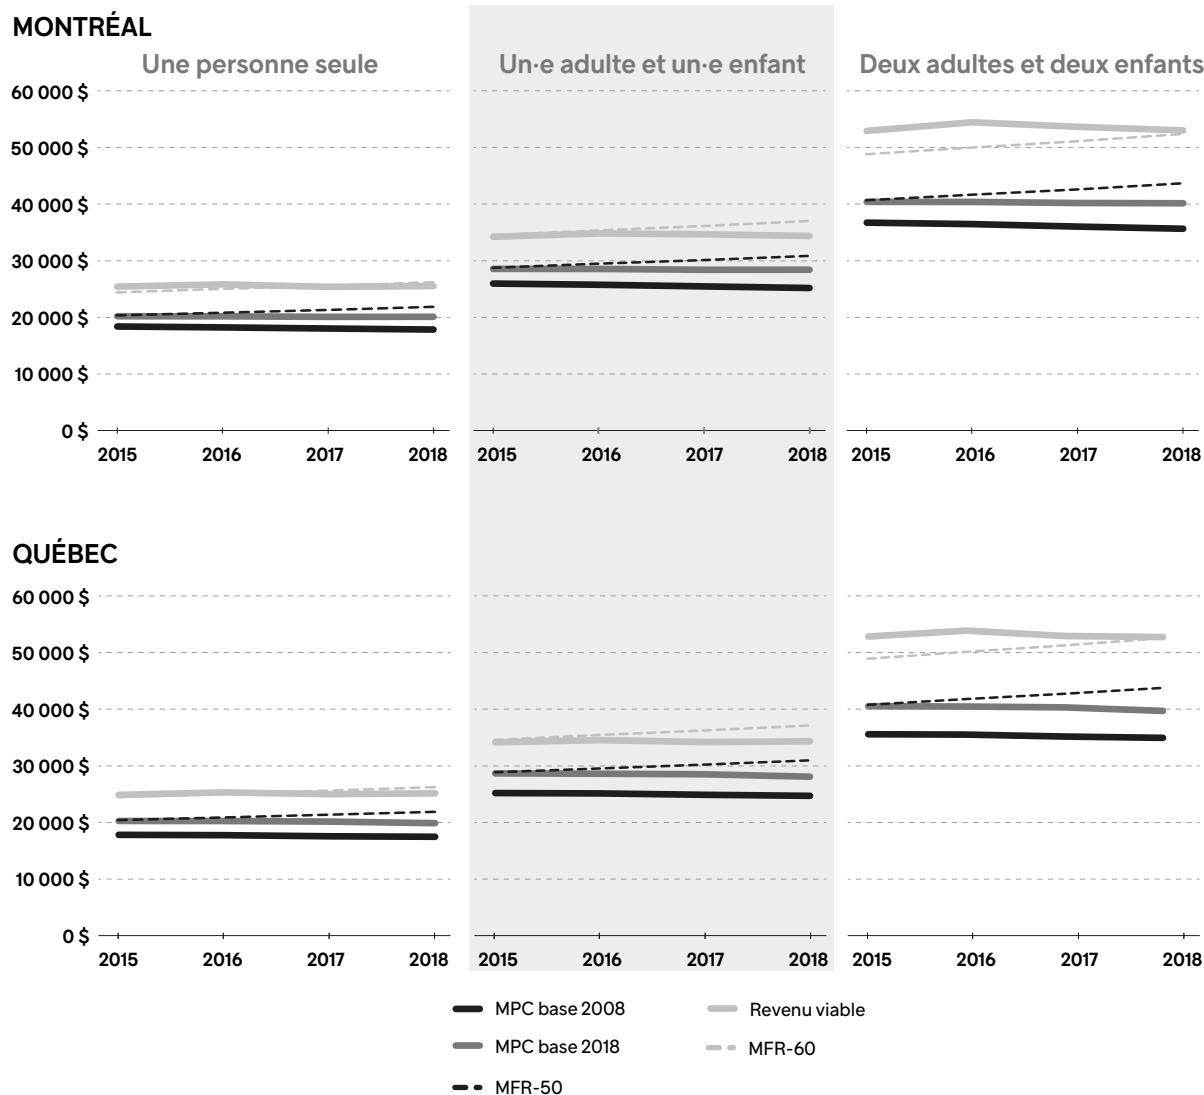 MONTRÉAL
Une personne seule
Un·e adulte et un·e enfant
Deux adultes et deux enfants
60 000 $
50 000 $
40 000 $
30 000 $
20 000 $
10 000 $
0 $
2015 2016 2017 2018
2015 2016 2017 2018
2015 2016 2017 2018
QUÉBEC
60 000 $
50 000 $
40 000 $
30 000 $
20 000 $
10 000 $
0 $
2015 2016 2017 2018
2015 2016 2017 2018
2015 2016 2017 2018
MPC base 2008
Revenu viable
MPC base 2018
MFR-60
MFR-50